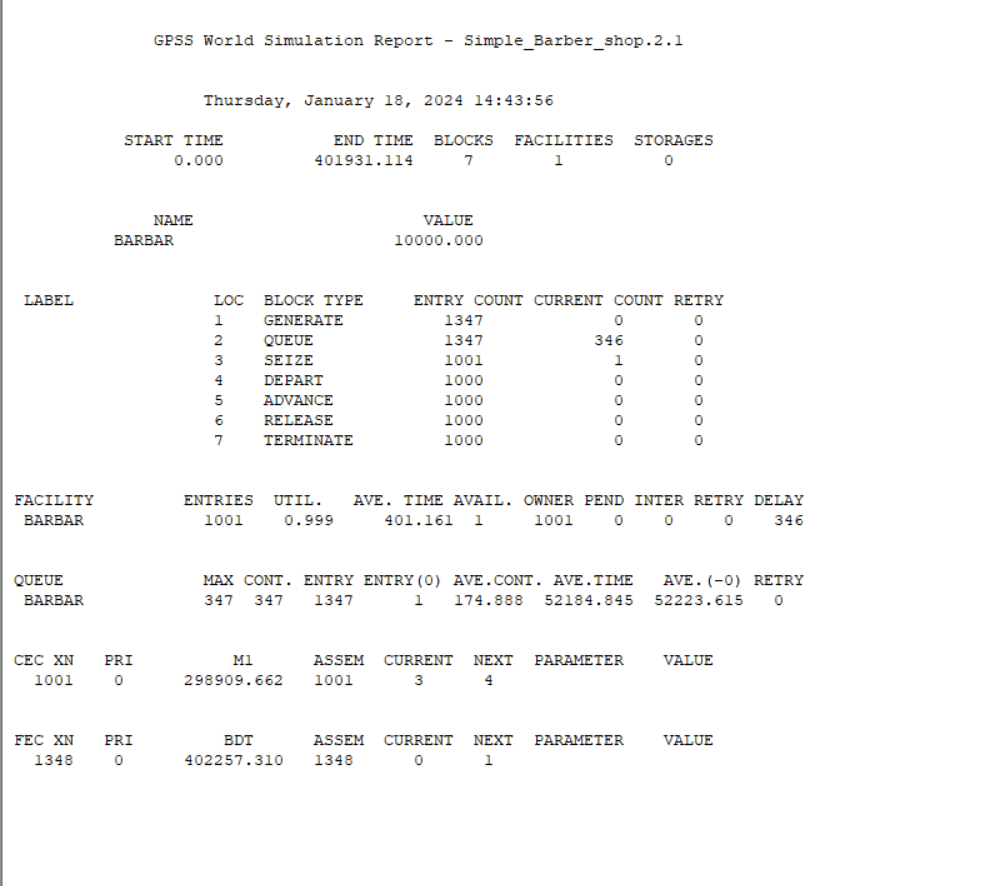 GPSS World Simulation Report - Simple_Barber_shop.2.1
Thursday, January 18, 2024 14:43:56
START TIME END TIME BLOCKS FACILITIES STORAGES
0.000 401931.114 7 1 0
NAME VALUE
BARBAR 10000.000
LABEL LOC BLOCK TYPE ENTRY COUNT CURRENT COUNT RETRY
1 GENERATE 1347 0 0
2 QUEUE 1347 346 0
3 SEIZE 1001 1 0
4 DEPART 1000 0 0
5 ADVANCE 1000 0 0
6 RELEASE 1000 0 0
7 TERMINATE 1000 0 0
FACILITY ENTRIES UTIL. AVE. TIME AVAIL. OWNER PEND INTER RETRY DELAY
BARBAR 1001 0.999 401.161 1 1001 0 0 0 346
QUEUE MAX CONT. ENTRY ENTRY(0) AVE.CONT. AVE.TIME AVE.(-0) RETRY
BARBAR 347 347 1347 1 174.888 52184.845 52223.615 0
CEC XN PRI M1 ASSEM CURRENT NEXT PARAMETER VALUE
1001 0 298909.662 1001 3 4
FEC XN PRI BDT ASSEM CURRENT NEXT PARAMETER VALUE
1348 0 402257.310 1348 0 1